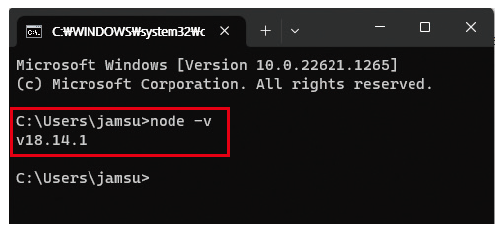 C:₩WINDOWS₩system32₩c
Microsoft Windows [Version 10.0.22621.1265]
(c) Microsoft Corporation. All rights reserved.
C:\Users\jamsu>node -v
v18.14.1
C:\Users\jamsu>